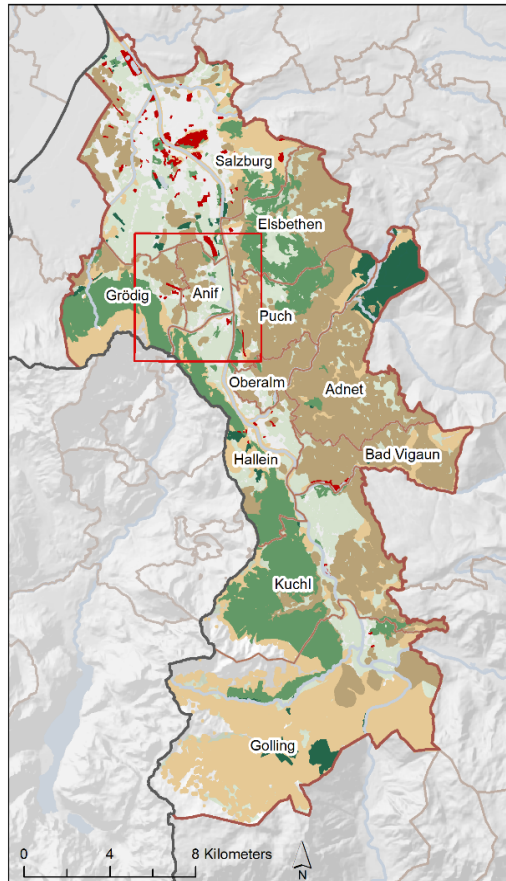 Salzburg
Elsbethen
Grödig
Anif
Puch
Oberalm
Adnet
Hallein
Bad Vigaun
Kuchl
Golling
0 4 8 Kilometers
N